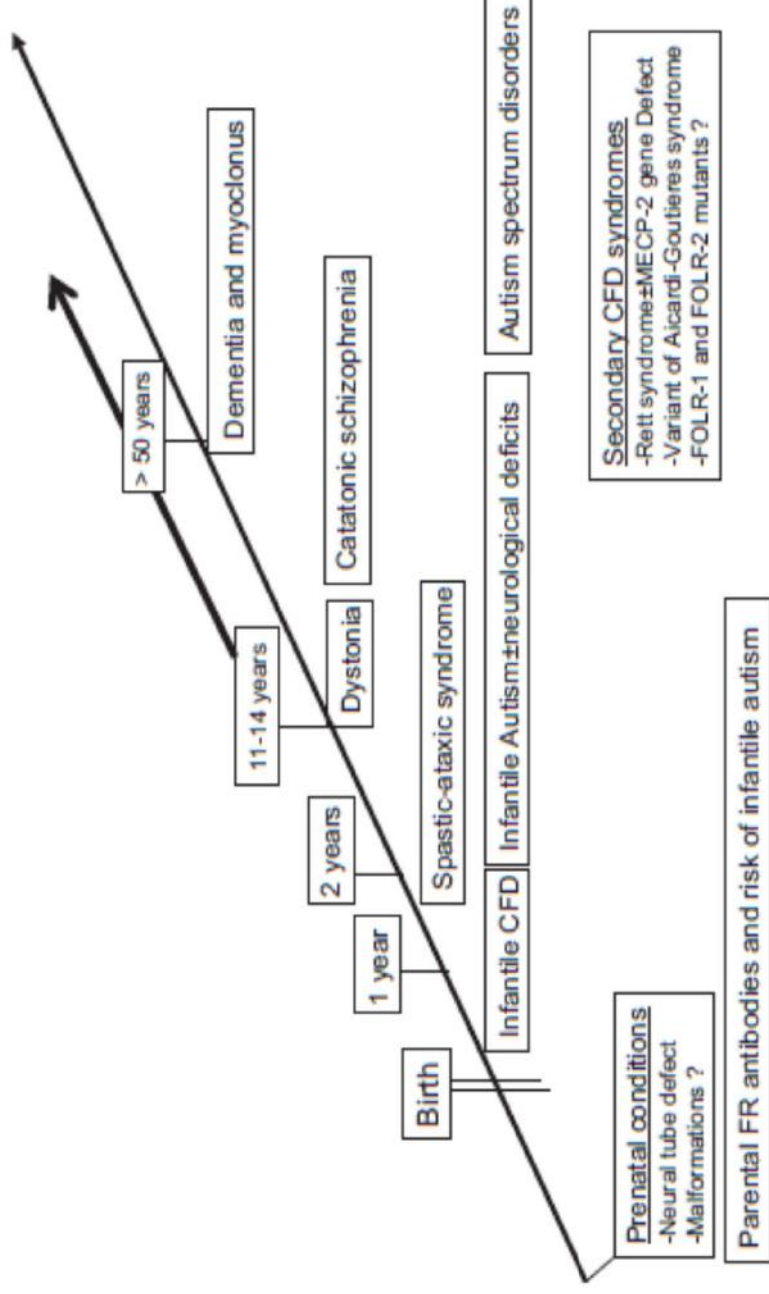 > 50 years
11-14 years
2 years
1 year
Birth
Dementia and myoclonus
Dystonia
Catatonic schizophrenia
Spastic-ataxic syndrome
Infantile CFD
Infantile Autism±neurological deficits
Autism spectrum disorders
Prenatal conditions
-Neural tube defect
-Malformations ?
Secondary CFD syndromes
-Rett syndrome±MECP-2 gene Defect
-Variant of Aicardi-Goutieres syndrome
-FOLR-1 and FOLR-2 mutants ?
Parental FR antibodies and risk of infantile autism